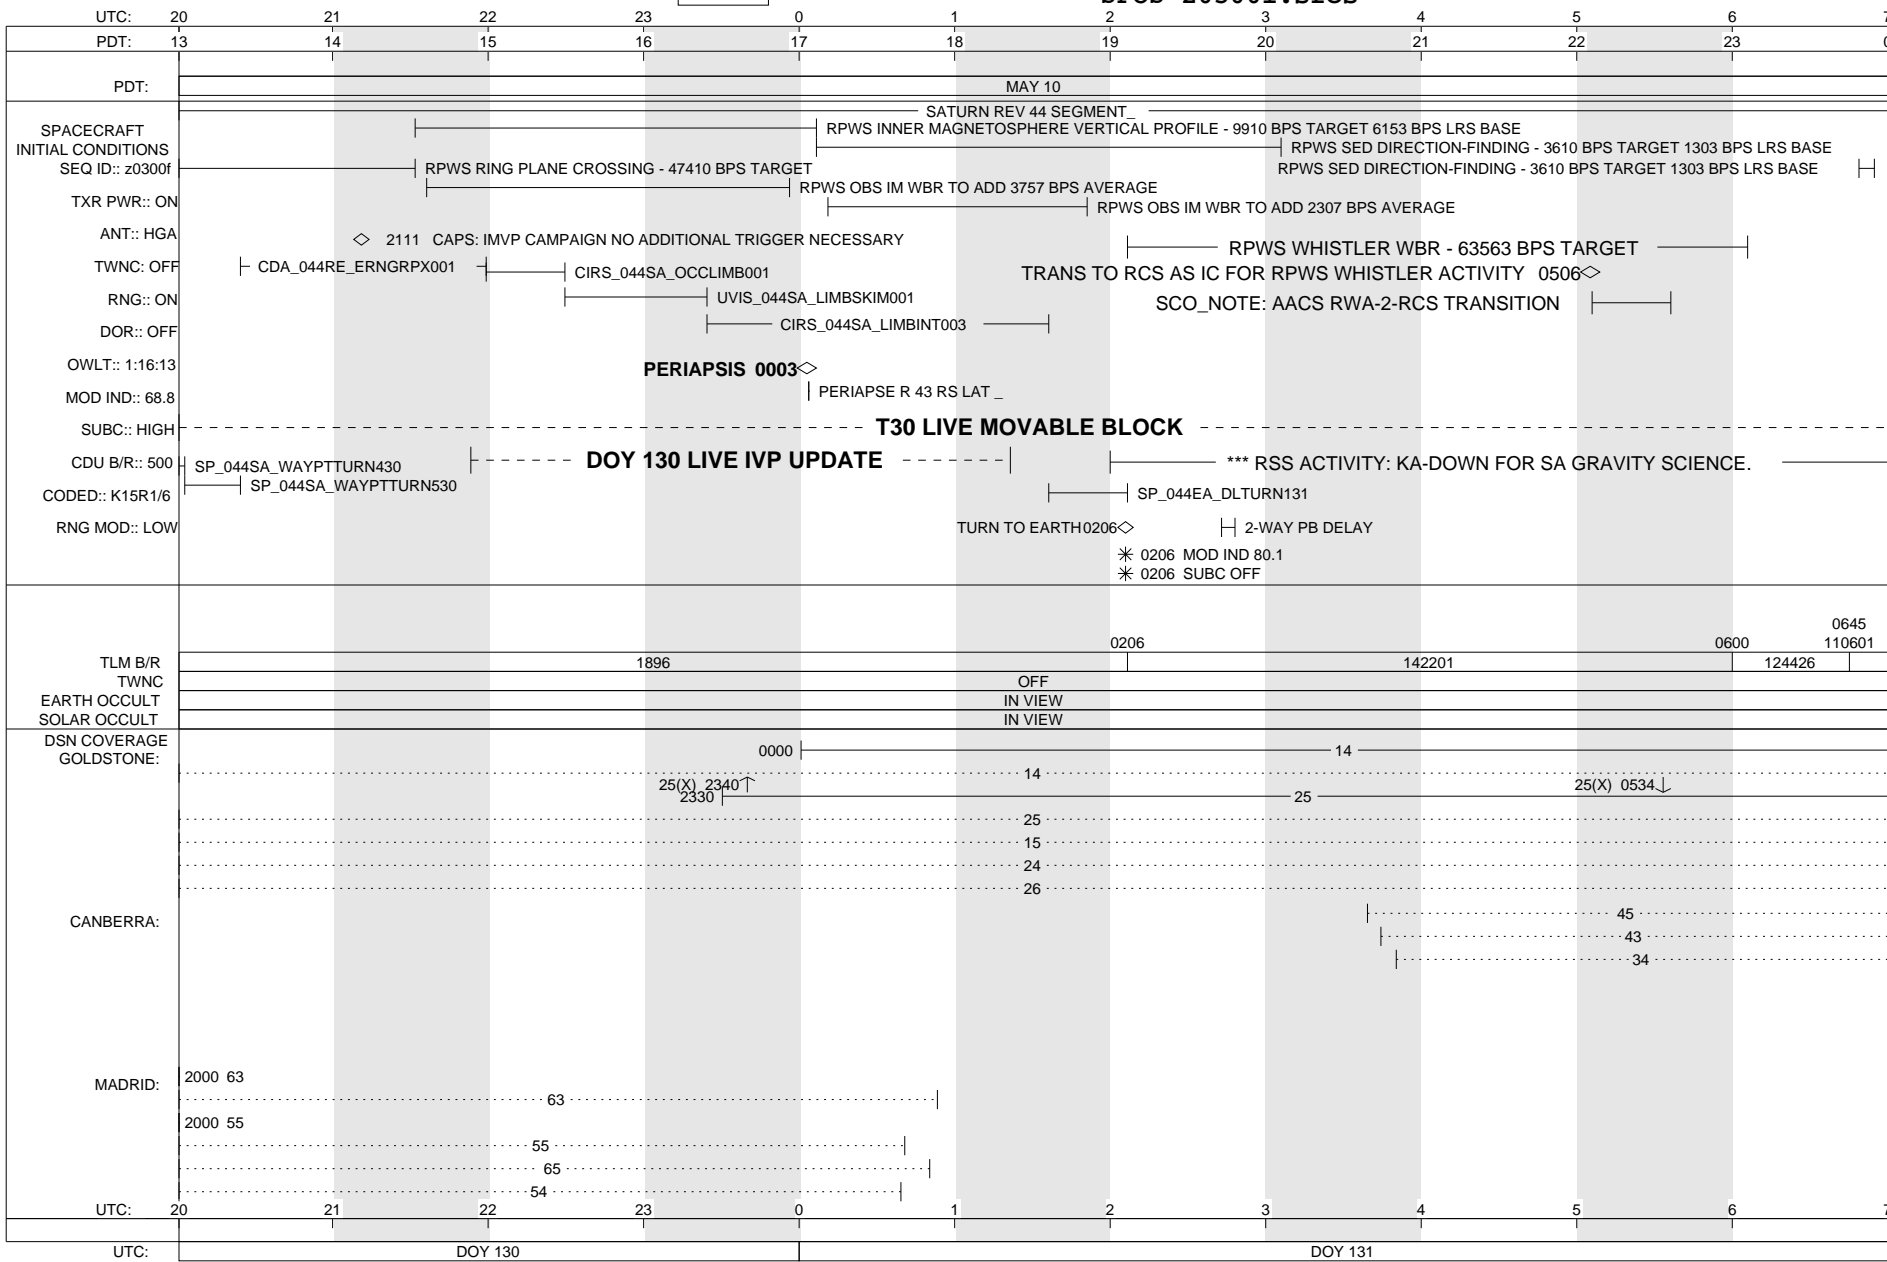 UTC: 20 21 22 23 0 1 2 3 4 5 6 7
PDT: 13 14 15 16 17 18 19 20 21 22 23
PDT: MAY 10
SATURN REV 44 SEGMENT_
SPACECRAFT
INITIAL CONDITIONS
RPWS INNER MAGNETOSPHERE VERTICAL PROFILE - 9910 BPS TARGET 6153 BPS LRS BASE
RPWS SED DIRECTION-FINDING - 3610 BPS TARGET 1303 BPS LRS BASE
SEQ ID:: z0300f
RPWS RING PLANE CROSSING - 47410 BPS TARGET
RPWS SED DIRECTION-FINDING - 3610 BPS TARGET 1303 BPS LRS BASE
RPWS OBS IM WBR TO ADD 3757 BPS AVERAGE
TXR PWR:: ON
RPWS OBS IM WBR TO ADD 2307 BPS AVERAGE
ANT:: HGA
2111 CAPS: IMVP CAMPAIGN NO ADDITIONAL TRIGGER NECESSARY
RPWS WHISTLER WBR - 63563 BPS TARGET
TWNC: OFF
CDA_044RE_ERNGRPX001
CIRS_044SA_OCCLIMB001
TRANS TO RCS AS IC FOR RPWS WHISTLER ACTIVITY 0506
RNG:: ON
UVIS_044SA_LIMBSKIM001
SCO_NOTE: AACS RWA-2-RCS TRANSITION
DOR:: OFF
CIRS_044SA_LIMBINT003
OWLT:: 1:16:13
PERIAPSIS 0003
MOD IND:: 68.8
PERIAPSE R 43 RS LAT _
SUBC:: HIGH
T30 LIVE MOVABLE BLOCK
CDU B/R:: 500
SP_044SA_WAYPTTURN430
DOY 130 LIVE IVP UPDATE
*** RSS ACTIVITY: KA-DOWN FOR SA GRAVITY SCIENCE.
CODED:: K15R1/6
SP_044SA_WAYPTTURN530
SP_044EA_DLTURN131
RNG MOD:: LOW
TURN TO EARTH0206
2-WAY PB DELAY
0206 MOD IND 80.1
0206 SUBC OFF
0645
0206 0600 110601
TLM B/R 1896 142201 124426
TWNC OFF
EARTH OCCULT IN VIEW
SOLAR OCCULT IN VIEW
DSN COVERAGE
GOLDSTONE: 0000 14
14
25(X) 2340 25(X) 0534
2330 25
25
15
24
26
CANBERRA: 45
43
34
MADRID: 2000 63
63
2000 55
55
65
54
UTC: 20 21 22 23 0 1 2 3 4 5 6 7
UTC: DOY 130 DOY 131